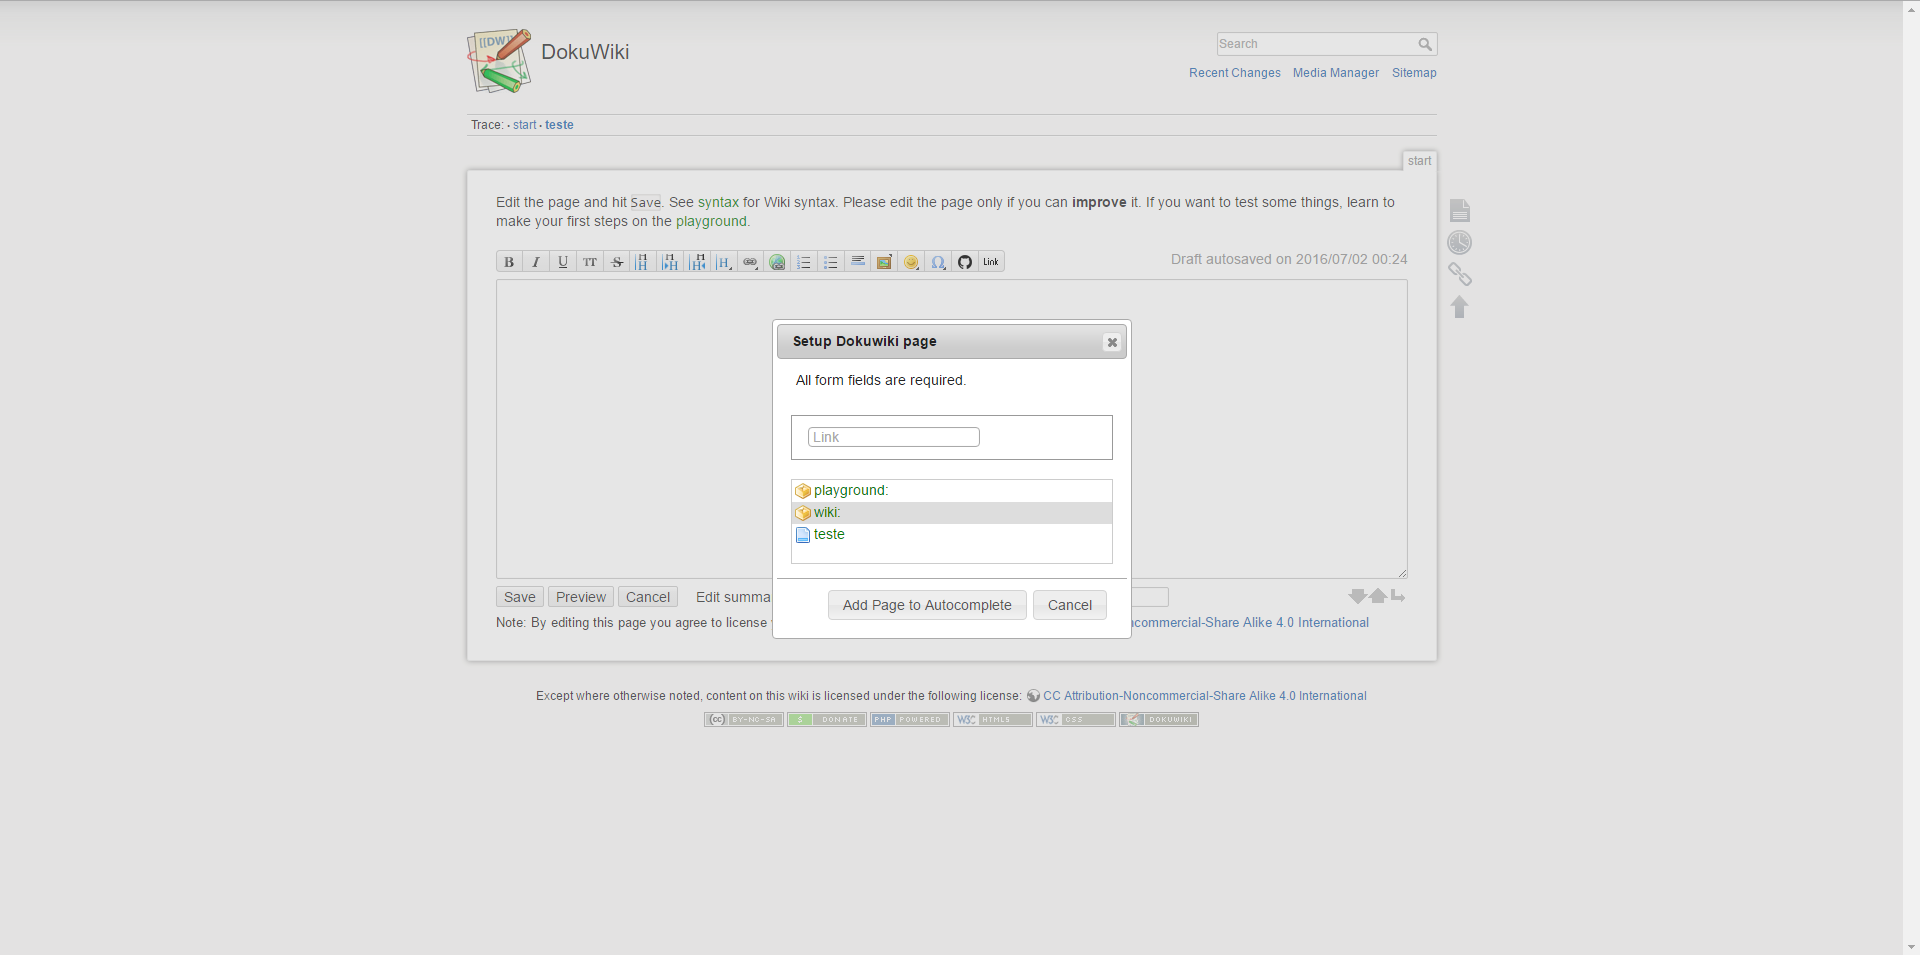 [[DW]]
DokuWiki
Search
Recent Changes Media Manager Sitemap
Trace: · start · teste
start
Edit the page and hit Save. See syntax for Wiki syntax. Please edit the page only if you can improve it. If you want to test some things, learn to
make your first steps on the playground.
B I U TT S H H H H Link
Draft autosaved on 2016/07/02 00:24
Setup Dokuwiki page
All form fields are required.
Link
playground:
wiki:
teste
Add Page to Autocomplete Cancel
Save Preview Cancel Edit summa
Note: By editing this page you agree to license
ncommercial-Share Alike 4.0 International
Except where otherwise noted, content on this wiki is licensed under the following license: CC Attribution-Noncommercial-Share Alike 4.0 International
cc BY-NC-SA $ DONATE PHP POWERED W3C HTML5 W3C CSS DOKUWIKI